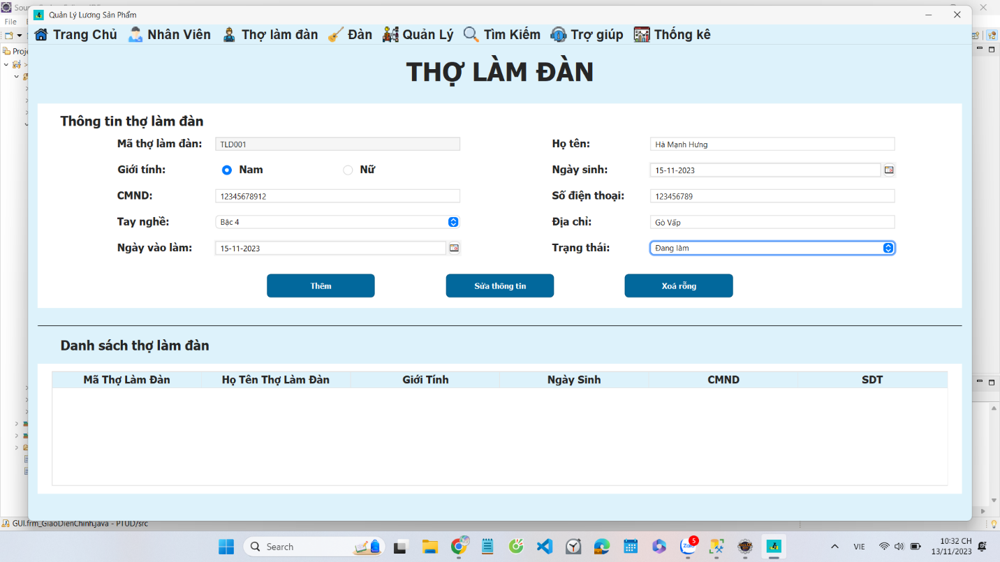 Quản Lý Lương Sản Phẩm
File
Trang Chủ Nhân Viên Thợ làm đàn Đàn Quản Lý Tìm Kiếm Trợ giúp Thống kê
THỢ LÀM ĐÀN
Thông tin thợ làm đàn
Mã thợ làm đàn: TLD001 Họ tên: Hà Mạnh Hưng
Giới tính: Nam Nữ Ngày sinh: 15-11-2023
CMND: 12345678912 Số điện thoại: 123456789
Tay nghề: Bậc 4 Địa chỉ: Gò Vấp
Ngày vào làm: 15-11-2023 Trạng thái: Đang làm
Thêm Sửa thông tin Xoá rỗng
Danh sách thợ làm đàn
Mã Thợ Làm Đàn Họ Tên Thợ Làm Đàn Giới Tính Ngày Sinh CMND SDT
GUI.frm_GiaoDienChinh.java - PTUD/src
Search Zalo 5 VIE 10:32 CH
13/11/2023